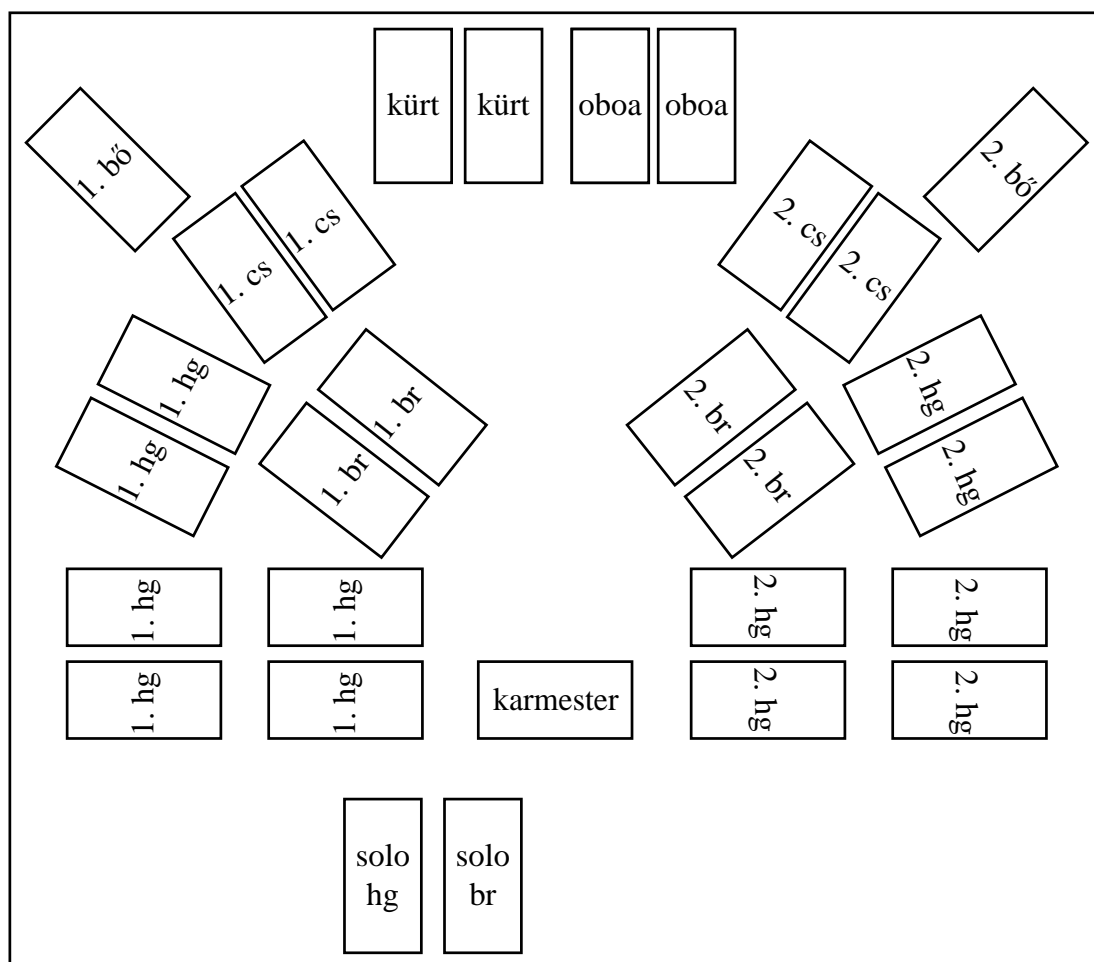 kürt
kürt
oboa
oboa
1. bő
2. bő
1. cs
1. cs
2. cs
2. cs
1. hg
1. hg
1. br
1. br
2. br
2. br
2. hg
2. hg
1. hg
1. hg
2. hg
2. hg
1. hg
1. hg
karmester
2. hg
2. hg
solo
hg
solo
br